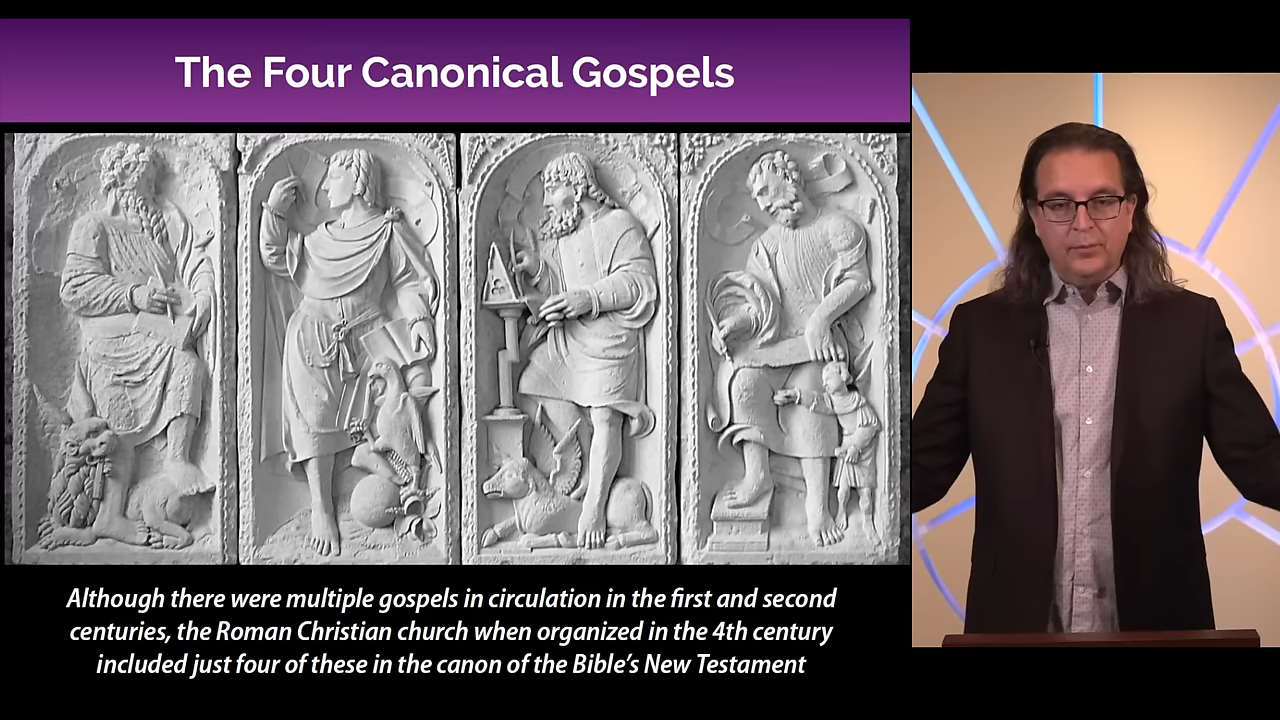 The Four Canonical Gospels
Although there were multiple gospels in circulation in the first and second
centuries, the Roman Christian church when organized in the 4th century
included just four of these in the canon of the Bible’s New Testament